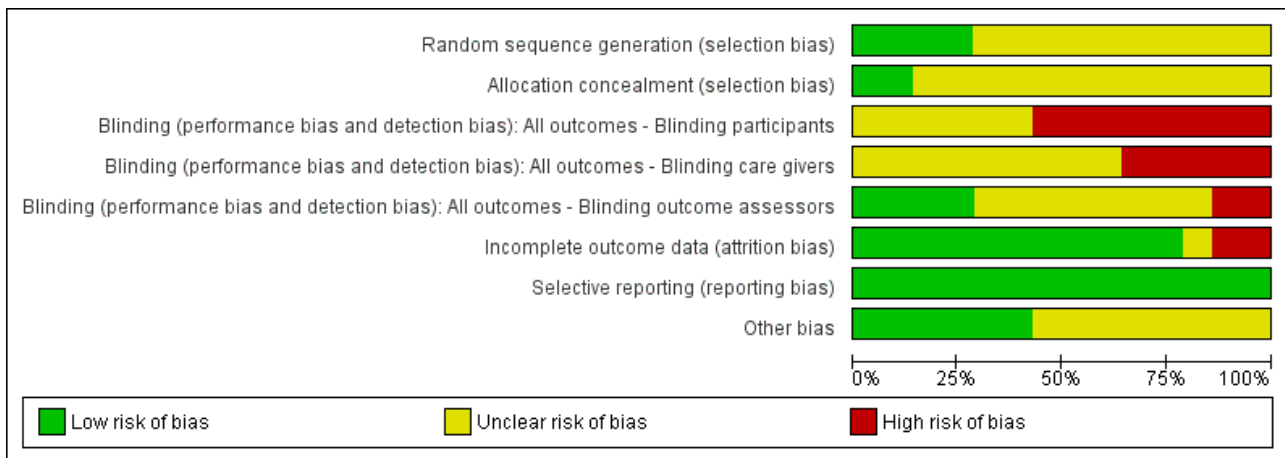 Random sequence generation (selection bias)
Allocation concealment (selection bias)
Blinding (performance bias and detection bias): All outcomes - Blinding participants
Blinding (performance bias and detection bias): All outcomes - Blinding care givers
Blinding (performance bias and detection bias): All outcomes - Blinding outcome assessors
Incomplete outcome data (attrition bias)
Selective reporting (reporting bias)
Other bias
0% 25% 50% 75% 100%
Low risk of bias Unclear risk of bias High risk of bias